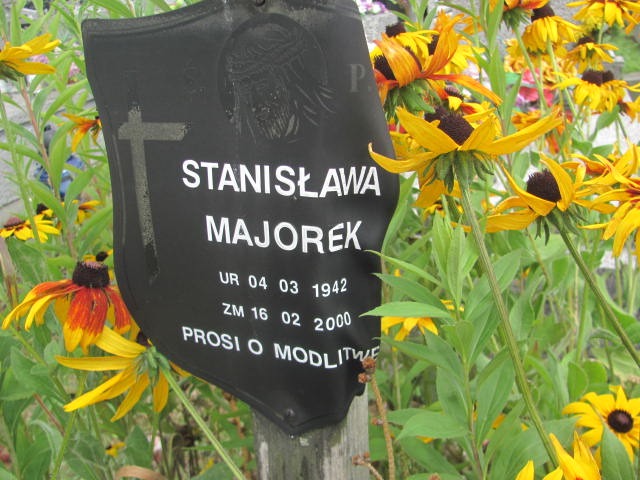 Ś. P.
STANISŁAWA
MAJOREK
UR 04 03 1942
ZM 16 02 2000
PROSI O MODLITWĘ